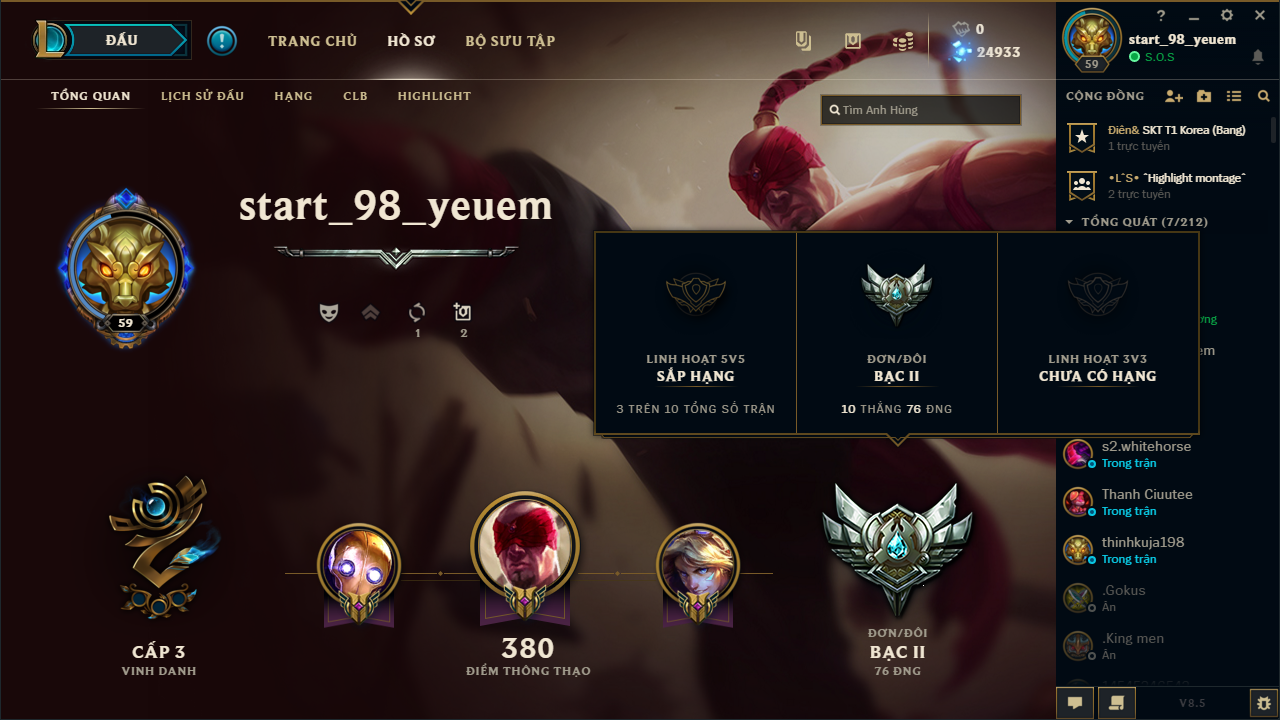 ĐẤU
TRANG CHỦ
HỒ SƠ
BỘ SƯU TẬP
0
24933
?
start_98_yeuem
S.O.S
59
TỔNG QUAN
LỊCH SỬ ĐẤU
HẠNG
CLB
HIGHLIGHT
Tìm Anh Hùng
CỘNG ĐỒNG
Điên& SKT T1 Korea (Bang)
1 trực tuyến
•LˆS• ˆHighlight montageˆ
2 trực tuyến
TỔNG QUÁT (7/212)
start_98_yeuem
59
1
2
LINH HOẠT 5V5
SẮP HẠNG
3 TRÊN 10 TỔNG SỐ TRẬN
ĐƠN/ĐÔI
BẠC II
10 THẮNG 76 ĐNG
LINH HOẠT 3V3
CHƯA CÓ HẠNG
s2.whitehorse
Trong trận
Thanh Ciuutee
Trong trận
thinhkuja198
Trong trận
.Gokus
Ẩn
.King men
Ẩn
CẤP 3
VINH DANH
380
ĐIỂM THÔNG THẠO
ĐƠN/ĐÔI
BẠC II
76 ĐNG
V8.5